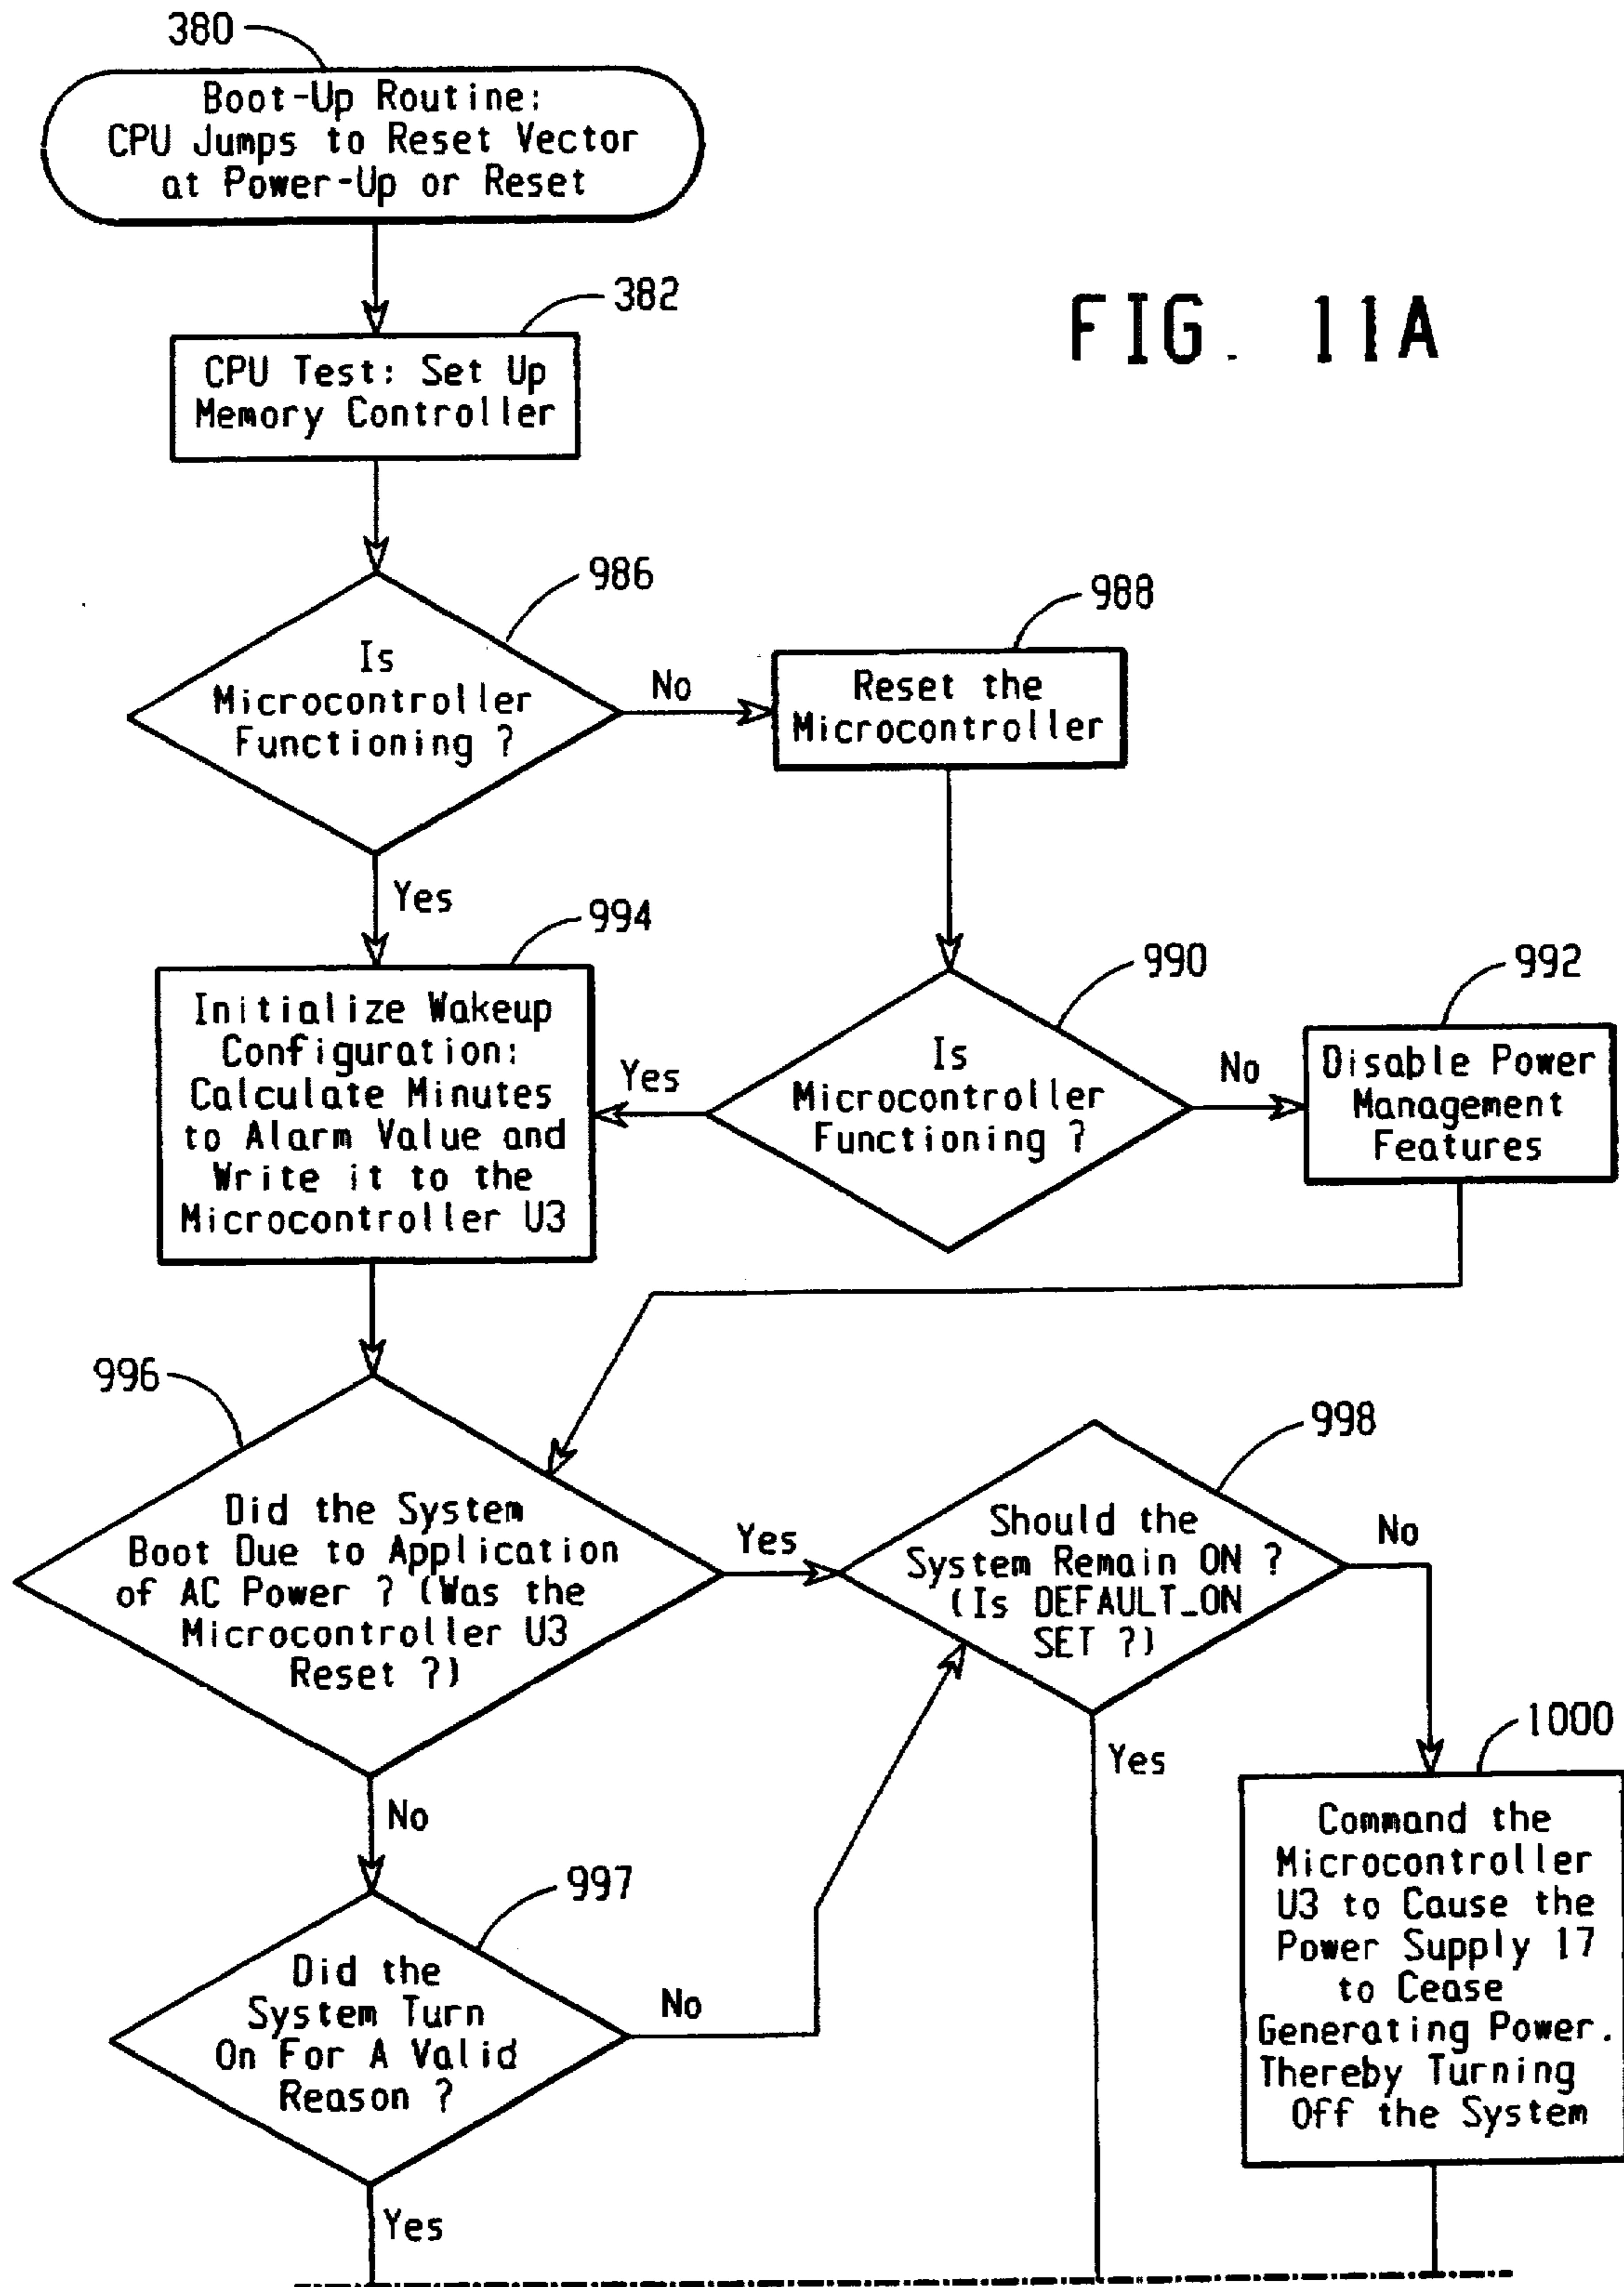 380
Boot-Up Routine:
CPU Jumps to Reset Vector
at Power-Up or Reset
382
FIG. 11A
CPU Test: Set Up
Memory Controller
986
Is
Microcontroller
Functioning ?
No
988
Reset the
Microcontroller
Yes
994
Initialize Wakeup
Configuration:
Calculate Minutes
to Alarm Value and
Write it to the
Microcontroller U3
990
Is
Microcontroller
Functioning ?
Yes
No
992
Disable Power
Management
Features
996
Did the System
Boot Due to Application
of AC Power ? (Was the
Microcontroller U3
Reset ?)
Yes
998
Should the
System Remain ON ?
(Is DEFAULT_ON
SET ?)
No
Yes
1000
Command the
Microcontroller
U3 to Cause the
Power Supply 17
to Cease
Generating Power.
Thereby Turning
Off the System
No
997
Did the
System Turn
On For A Valid
Reason ?
No
Yes